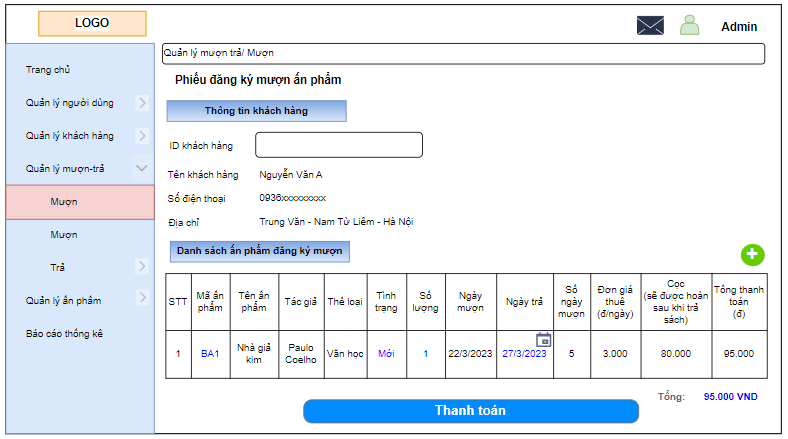 LOGO
Admin
Trang chủ
Quản lý người dùng
Quản lý khách hàng
Quản lý mượn-trả
Mượn
Mượn
Trả
Quản lý ấn phẩm
Báo cáo thống kê
Quản lý mượn trả/ Mượn
Phiếu đăng ký mượn ấn phẩm
Thông tin khách hàng
ID khách hàng
Tên khách hàng Nguyễn Văn A
Số điện thoại 0936xxxxxxxxx
Địa chỉ Trung Văn - Nam Từ Liêm - Hà Nội
Danh sách ấn phẩm đăng ký mượn
STT
Mã ấn
phẩm
Tên ấn
phẩm
Tác giả
Thể loại
Tình
trạng
Số
lượng
Ngày
mượn
Ngày trả
Số
ngày
mượn
Đơn giá
thuê
(đ/ngày)
Cọc
(sẽ được hoàn
sau khi trả
sách)
Tổng thanh
toán
(đ)
1
BA1
Nhà giả
kim
Paulo
Coelho
Văn học
Mới
1
22/3/2023
27/3/2023
5
3.000
80.000
95.000
Tổng: 95.000 VND
Thanh toán